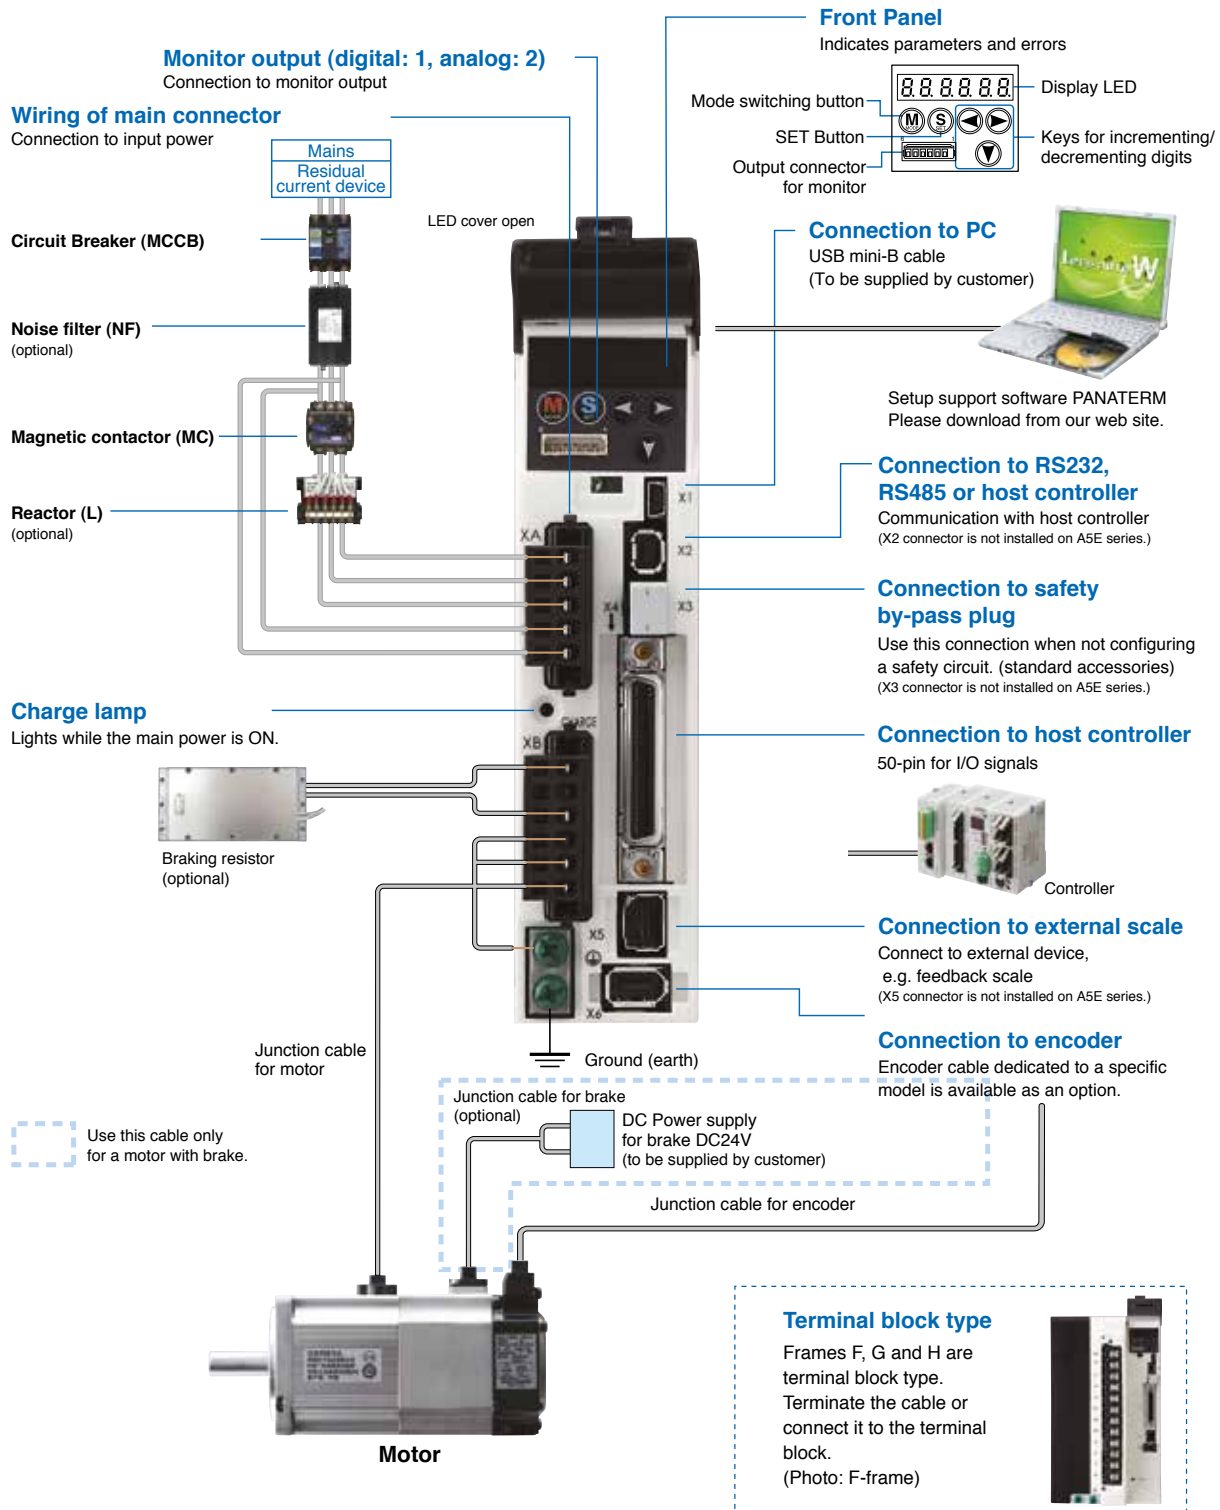 Front Panel
Indicates parameters and errors
Monitor output (digital: 1, analog: 2)
Connection to monitor output
Display LED
Mode switching button
M
MODE
S
SET
SET Button
Keys for incrementing/
decrementing digits
6
1
Output connector
for monitor
Wiring of main connector
Connection to input power
Mains
Residual
current device
LED cover open
Circuit Breaker (MCCB)
Connection to PC
USB mini-B cable
(To be supplied by customer)
W
Noise filter (NF)
(optional)
Setup support software PANATERM
Please download from our web site.
M
S
Magnetic contactor (MC)
Connection to RS232,
RS485 or host controller
Communication with host controller
(X2 connector is not installed on A5E series.)
X1
Reactor (L)
(optional)
XA
X2
Connection to safety
by-pass plug
Use this connection when not configuring
a safety circuit. (standard accessories)
(X3 connector is not installed on A5E series.)
X4
X3
Charge lamp
Lights while the main power is ON.
CHARGE
XB
Connection to host controller
50-pin for I/O signals
Braking resistor
(optional)
Controller
Connection to external scale
Connect to external device,
e.g. feedback scale
(X5 connector is not installed on A5E series.)
X5
X6
Connection to encoder
Encoder cable dedicated to a specific
model is available as an option.
Junction cable
for motor
Ground (earth)
Junction cable for brake
(optional)
DC Power supply
for brake DC24V
(to be supplied by customer)
Use this cable only
for a motor with brake.
Junction cable for encoder
Motor
Terminal block type
Frames F, G and H are
terminal block type.
Terminate the cable or
connect it to the terminal
block.
(Photo: F-frame)